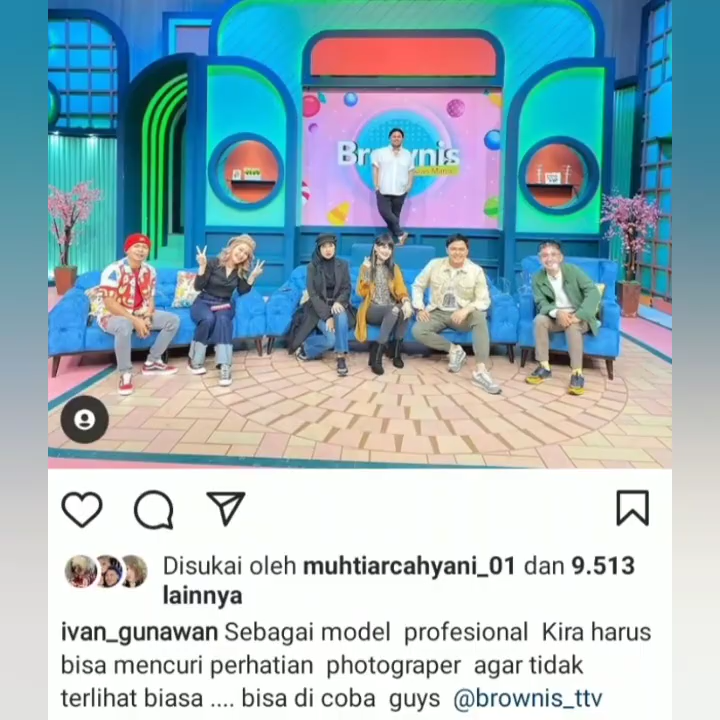 Brownis
Disukai oleh muhtiarcahyani_01 dan 9.513
lainnya
ivan_gunawan Sebagai model profesional Kira harus
bisa mencuri perhatian photograper agar tidak
terlihat biasa .... bisa di coba guys @brownis_ttv